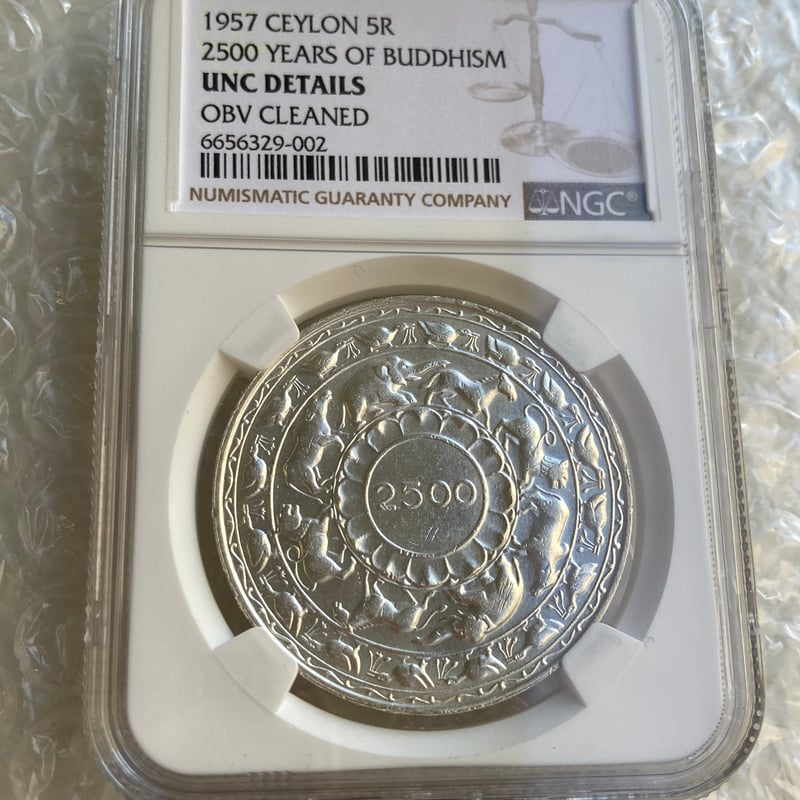 1957 CEYLON 5R
2500 YEARS OF BUDDHISM
UNC DETAILS
OBV CLEANED
6656329-002
NUMISMATIC GUARANTY COMPANY NGC®
2500